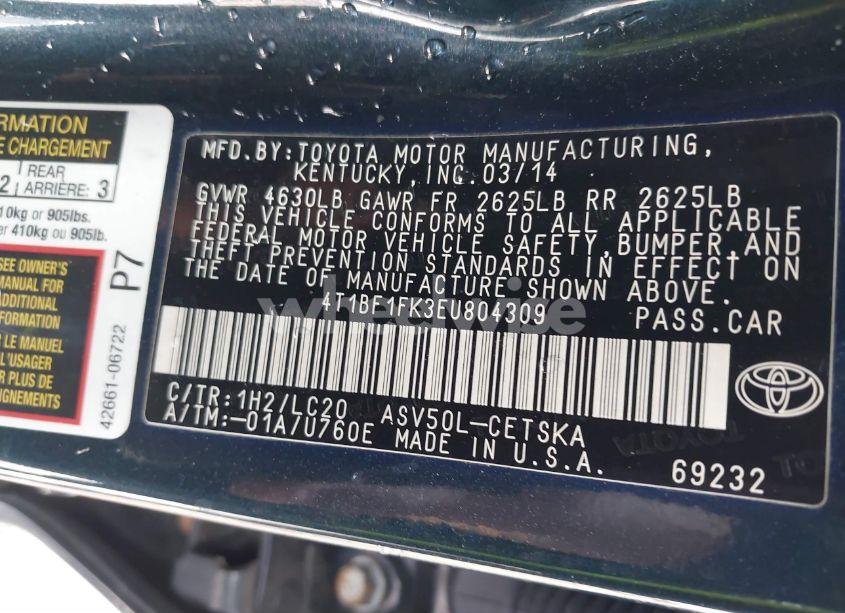 RMATION
E CHARGEMENT
2 | REAR
ARRIÈRE: 3
10kg or 905lbs.
er 410kg ou 905lb.
SEE OWNER'S
MANUAL FOR
ADDITIONAL
INFORMATION
R LE MANUEL
L'USAGER
R PLUS DE
IGNEMENTS
P7
42661-06722
MFD.BY:TOYOTA MOTOR MANUFACTURING,
KENTUCKY,INC.03/14
GVWR 4630LB GAWR FR 2625LB RR 2625LB
THIS VEHICLE CONFORMS TO ALL APPLICABLE
FEDERAL MOTOR VEHICLE SAFETY,BUMPER,AND
THEFT PREVENTION STANDARDS IN EFFECT ON
THE DATE OF MANUFACTURE SHOWN ABOVE.
4T1BF1FK3EU804309 PASS.CAR
wheelwise
C/TR:1H2/LC20 ASV50L-CETSKA
A/TM:-01A/U760E MADE IN U.S.A.
69232